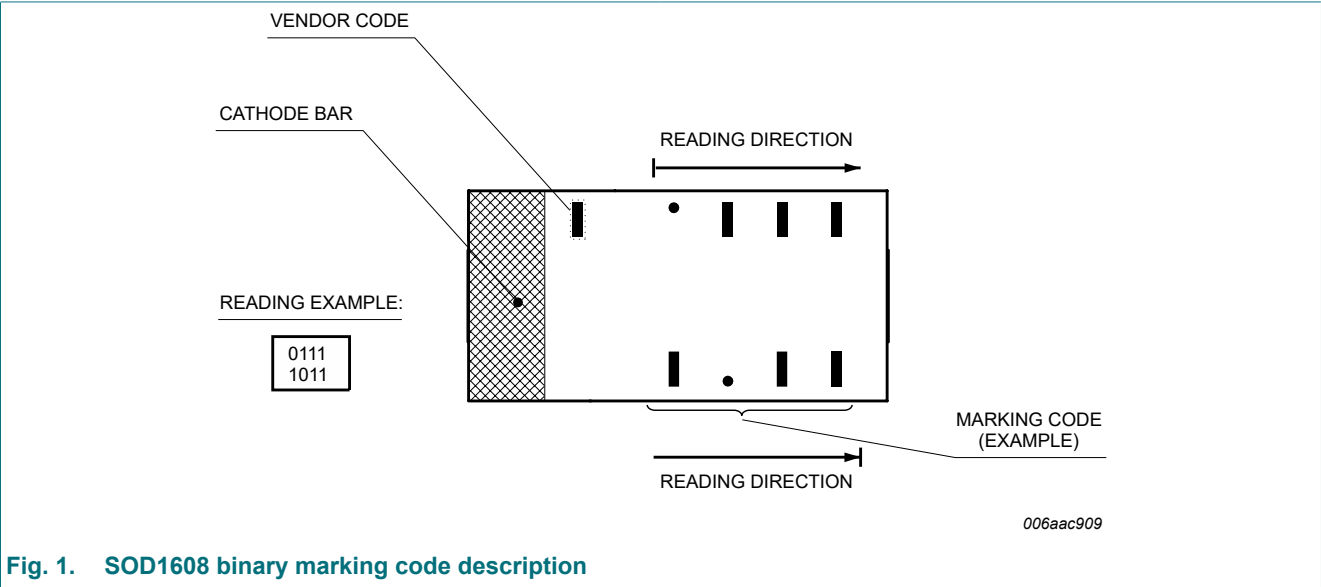 VENDOR CODE
CATHODE BAR
READING DIRECTION
READING EXAMPLE:
0111
1011
MARKING CODE
(EXAMPLE)
READING DIRECTION
006aac909
Fig. 1. SOD1608 binary marking code description